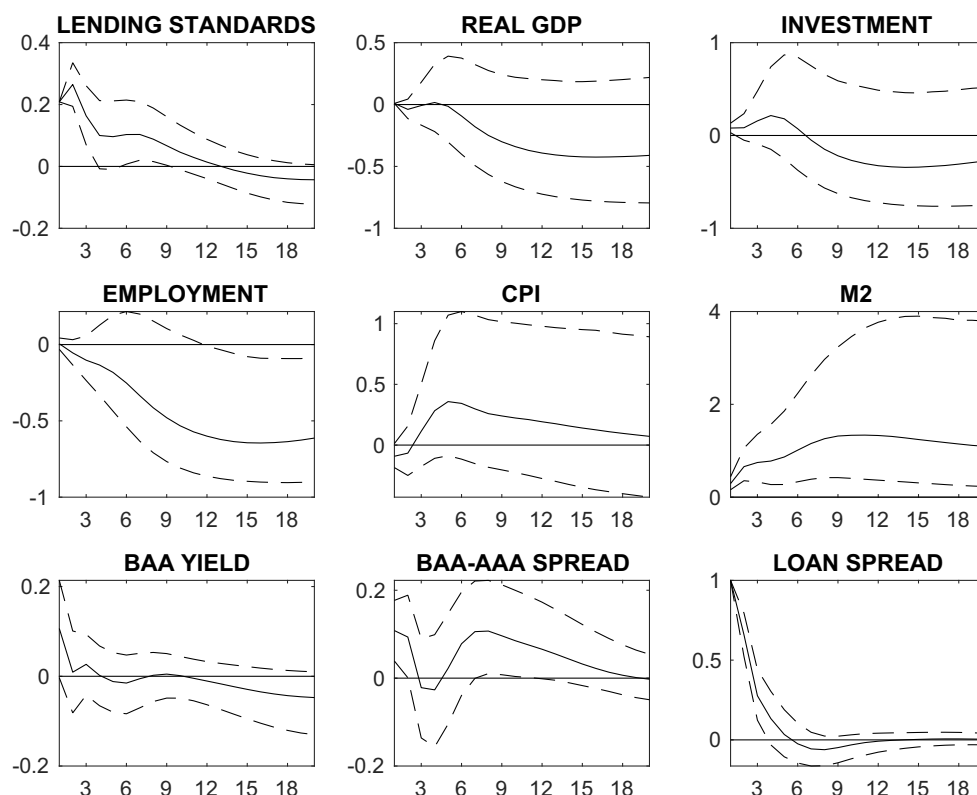 LENDING STANDARDS
0.4
0.2
0
-0.2
3 6 9 12 15 18
REAL GDP
0.5
0
-0.5
-1
3 6 9 12 15 18
INVESTMENT
1
0
-1
3 6 9 12 15 18
EMPLOYMENT
0
-0.5
-1
3 6 9 12 15 18
CPI
1
0.5
0
3 6 9 12 15 18
M2
4
2
0
3 6 9 12 15 18
BAA YIELD
0.2
0
-0.2
3 6 9 12 15 18
BAA-AAA SPREAD
0.2
0
-0.2
3 6 9 12 15 18
LOAN SPREAD
1
0.5
0
3 6 9 12 15 18